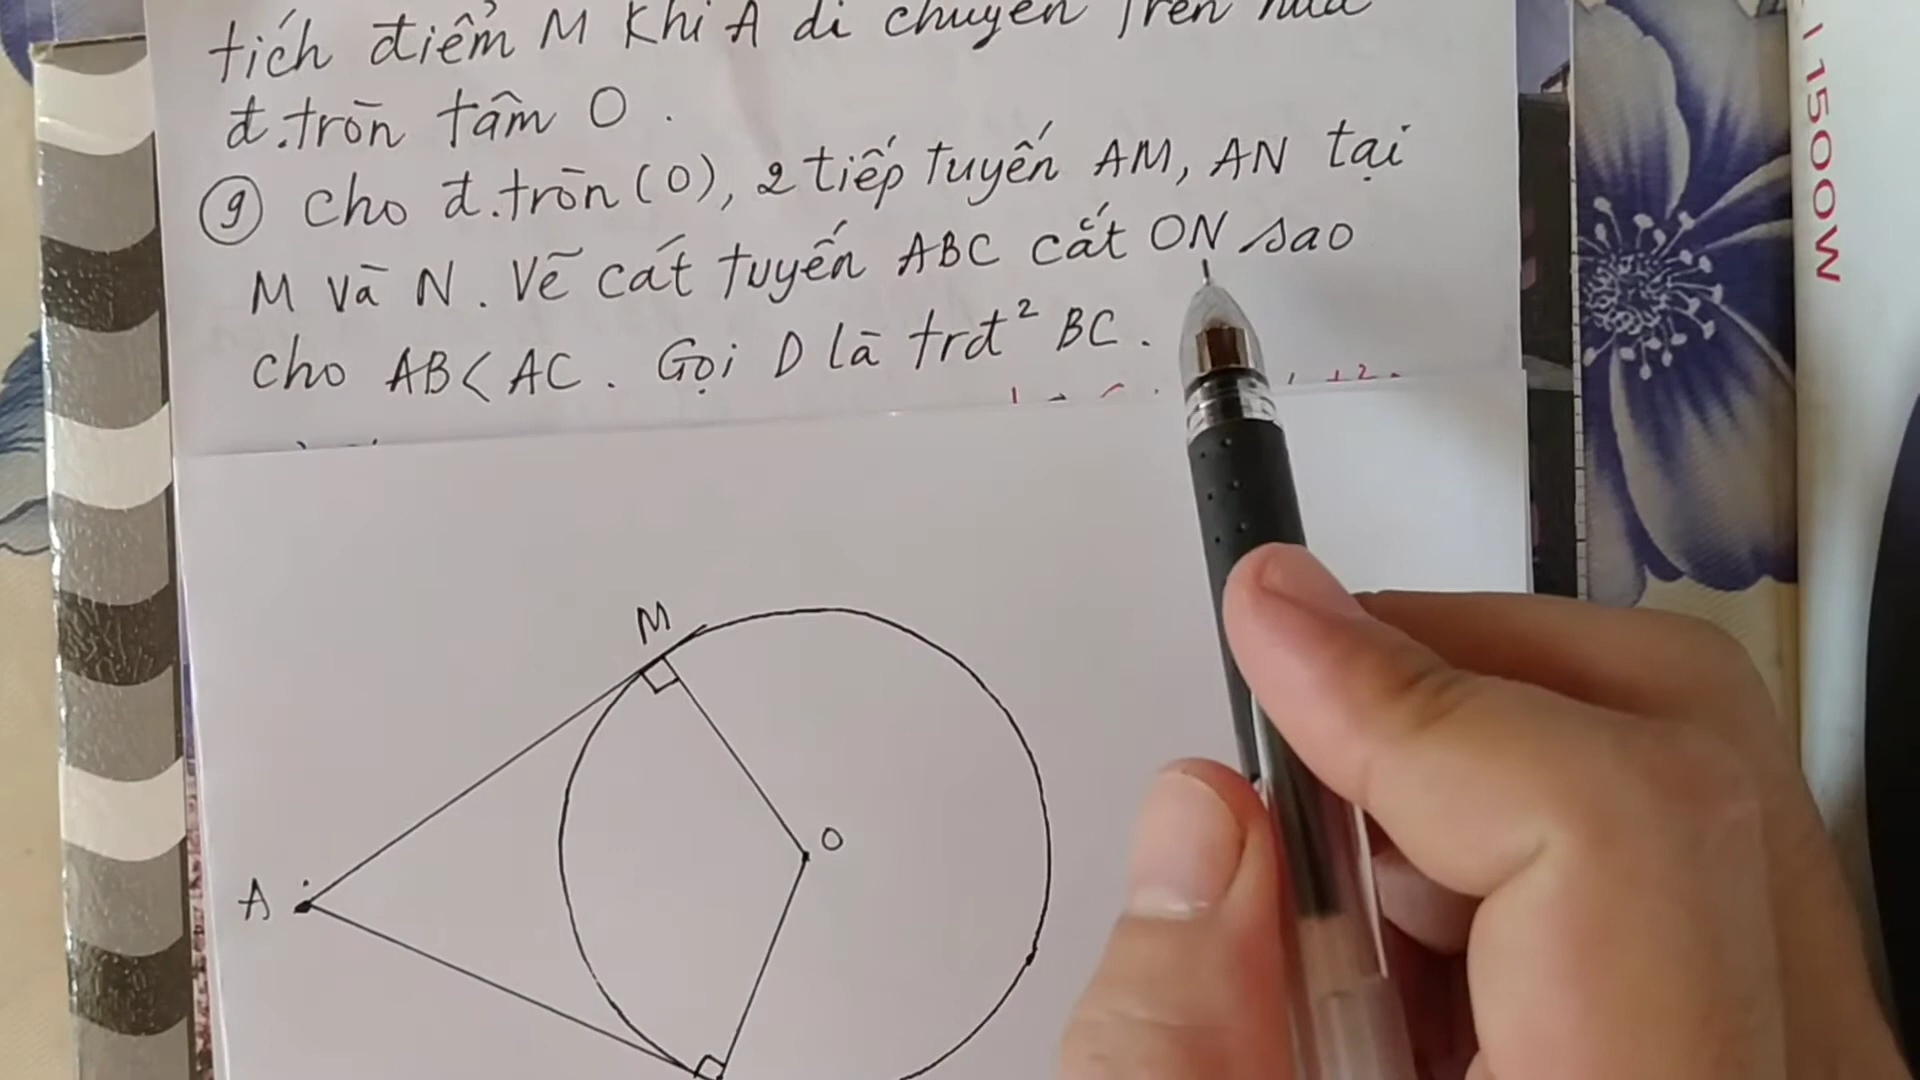 tích điểm M khi A di chuyển trên nửa
đ.tròn tâm O.
⑨ Cho đ.tròn (O), 2 tiếp tuyến AM, AN tại
M và N. Vẽ cát tuyến ABC cắt ON sao
cho AB < AC. Gọi D là trđ² BC.
M
O
A
1500W